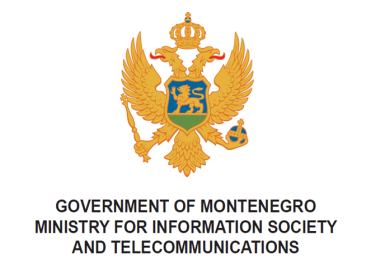 GOVERNMENT OF MONTENEGRO
MINISTRY FOR INFORMATION SOCIETY
AND TELECOMMUNICATIONS